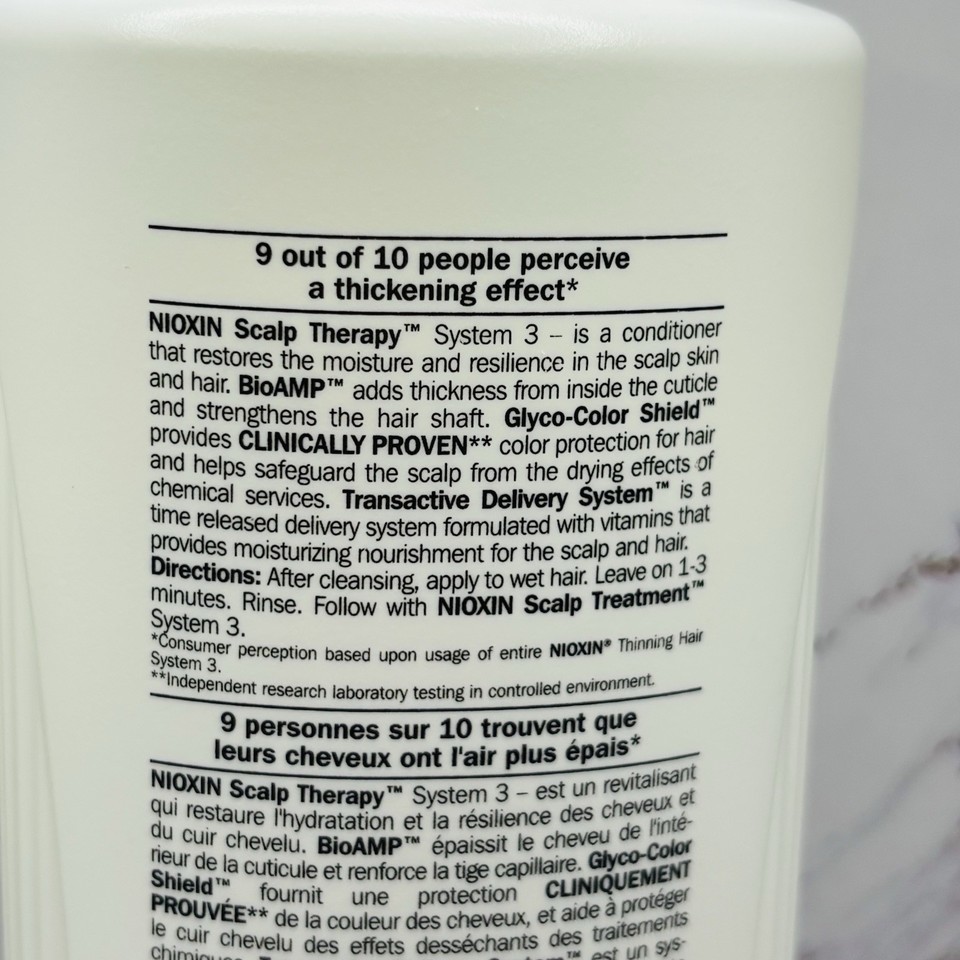 9 out of 10 people perceive
a thickening effect*
NIOXIN Scalp Therapy™ System 3 – is a conditioner
that restores the moisture and resilience in the scalp skin
and hair. BioAMP™ adds thickness from inside the cuticle
and strengthens the hair shaft. Glyco-Color Shield™
provides CLINICALLY PROVEN** color protection for hair
and helps safeguard the scalp from the drying effects of
chemical services. Transactive Delivery System™ is a
time released delivery system formulated with vitamins that
provides moisturizing nourishment for the scalp and hair.
Directions: After cleansing, apply to wet hair. Leave on 1-3
minutes. Rinse. Follow with NIOXIN Scalp Treatment™
System 3.
*Consumer perception based upon usage of entire NIOXIN® Thinning Hair
System 3.
**Independent research laboratory testing in controlled environment.
9 personnes sur 10 trouvent que
leurs cheveux ont l'air plus épais*
NIOXIN Scalp Therapy™ System 3 – est un revitalisant
qui restaure l'hydratation et la résilience des cheveux et
du cuir chevelu. BioAMP™ épaissit le cheveu de l'inté-
rieur de la cuticule et renforce la tige capillaire. Glyco-Color
Shield™ fournit une protection CLINIQUEMENT
PROUVÉE** de la couleur des cheveux, et aide à protéger
le cuir chevelu des effets desséchants des traitements
est un sys-